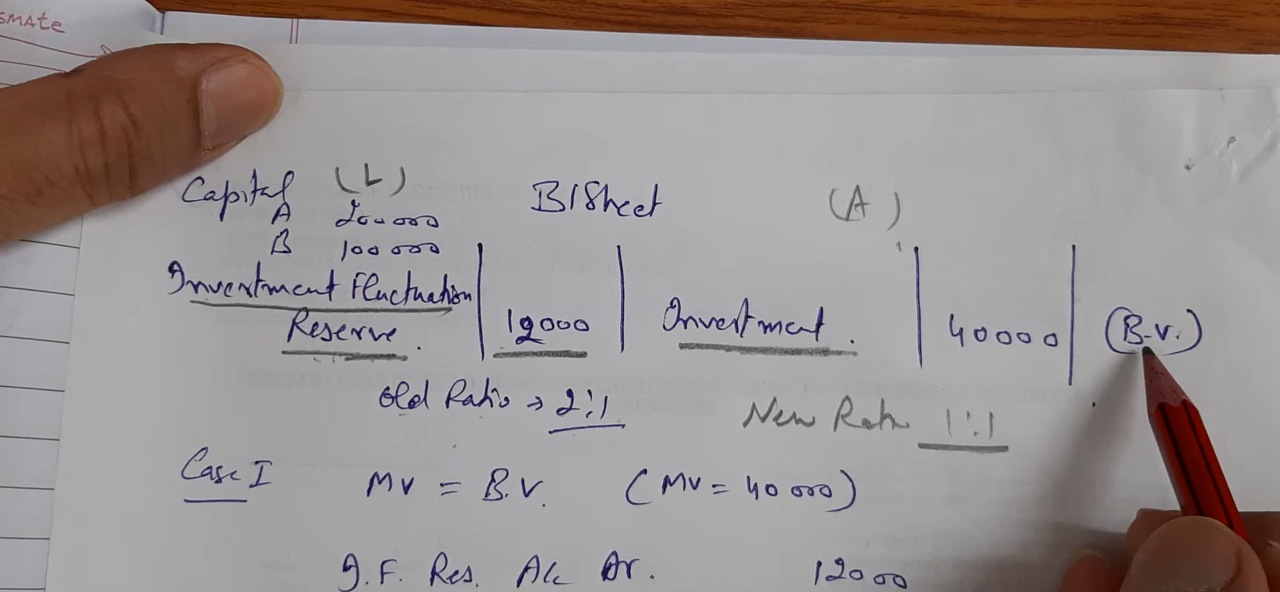 smate
Capital (L) B/Sheet (A)
A 200000
B 100000
Investment Fluctuation
Reserve. 12000 Investment. 40000 (B.V.)
Old Ratio → 2:1 New Ratio 1:1
Case I MV = B.V. (MV = 40000)
I.F. Res. A/c Dr. 12000